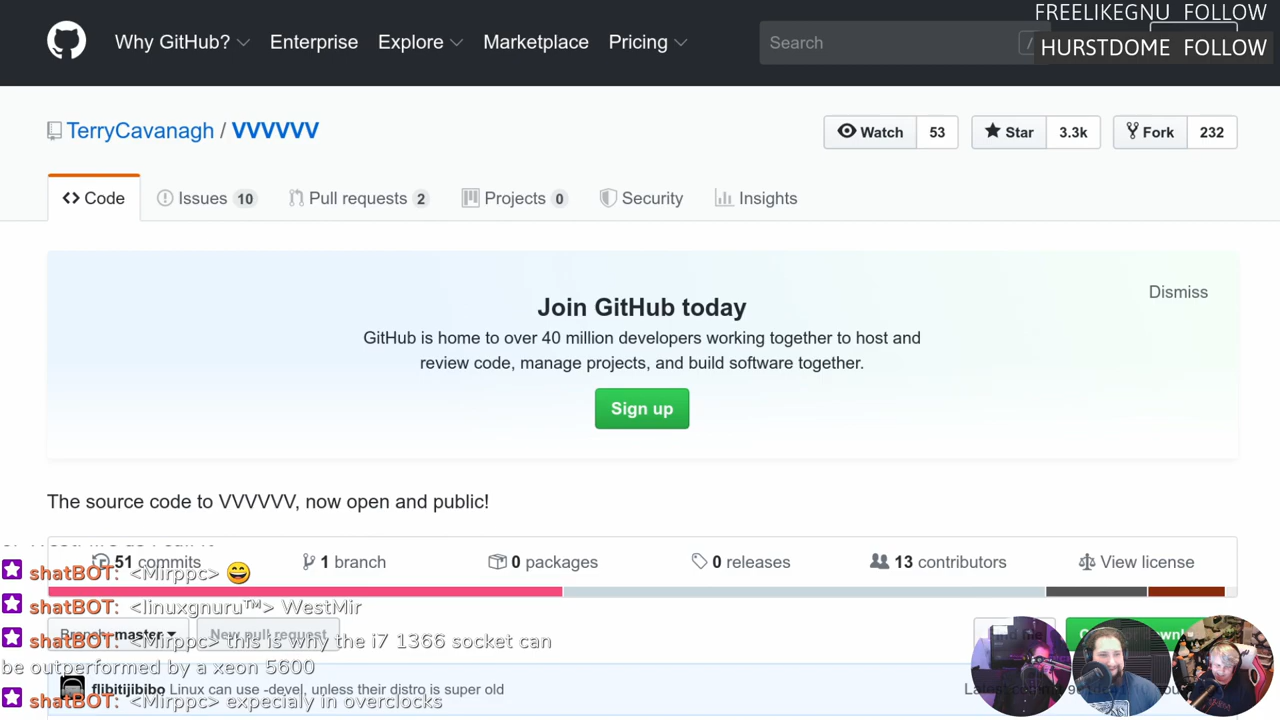 FREELIKEGNU FOLLOW
HURSTDOME FOLLOW
Why GitHub? Enterprise Explore Marketplace Pricing Search /
TerryCavanagh / VVVVVV
Watch 53 Star 3.3k Fork 232
Code Issues 10 Pull requests 2 Projects 0 Security Insights
Join GitHub today
Dismiss
GitHub is home to over 40 million developers working together to host and
review code, manage projects, and build software together.
Sign up
The source code to VVVVVV, now open and public!
51 commits 1 branch 0 packages 0 releases 13 contributors View license
shatBOT: <Mirppc> 😄
shatBOT: <linuxgnuru™> WestMir
Branch: master New pull request
shatBOT: <Mirppc> this is why the i7 1366 socket can
be outperformed by a xeon 5600
flibitijibibo Linux can use -devel, unless their distro is super old
shatBOT: <Mirppc> expecialy in overclocks